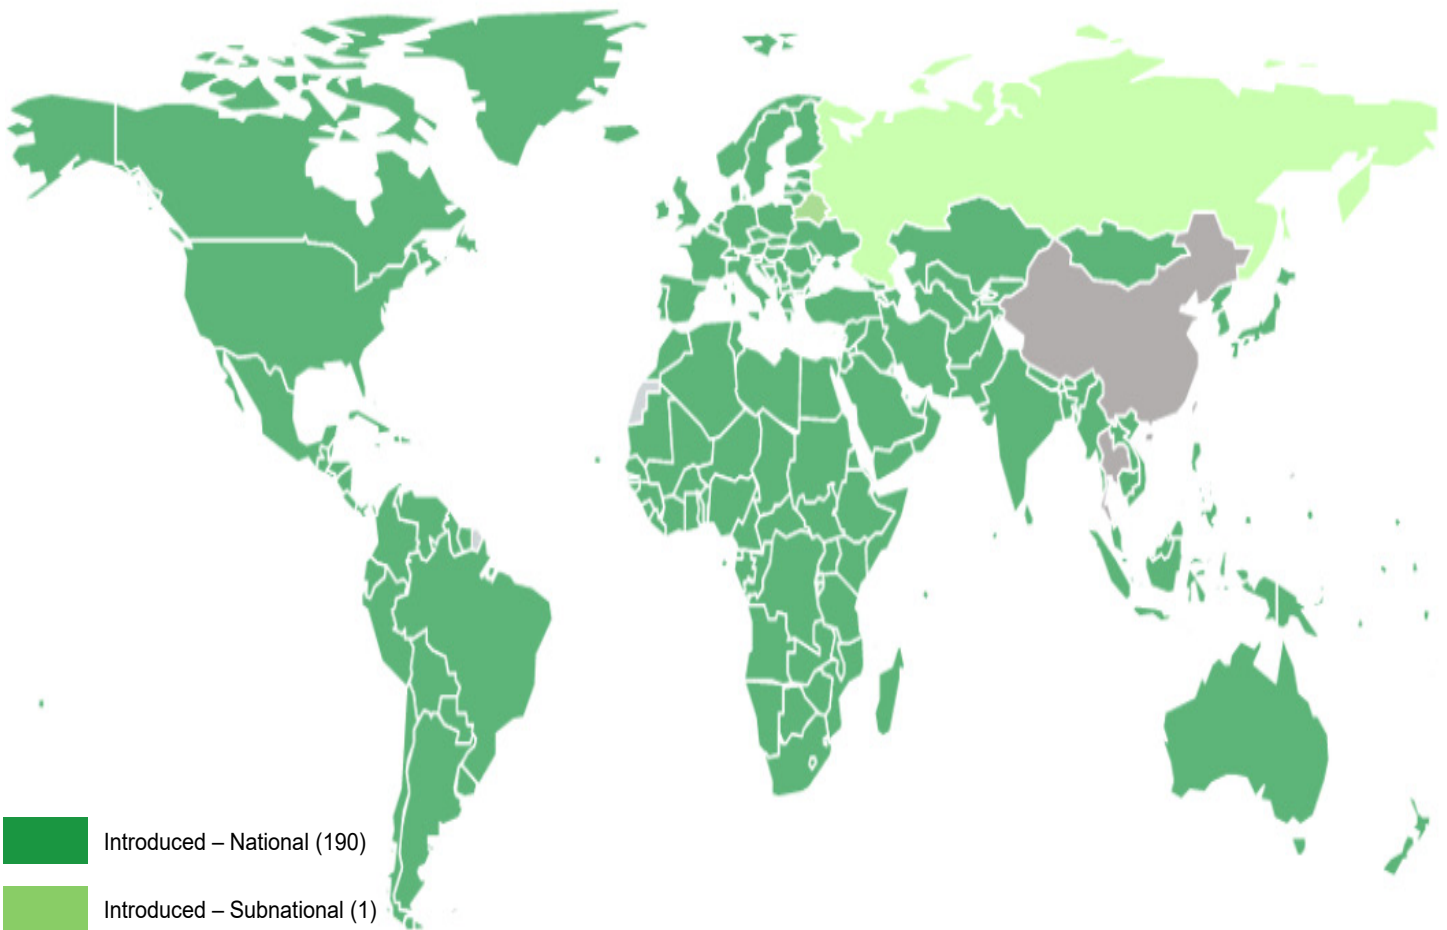 Introduced – National (190)
Introduced – Subnational (1)